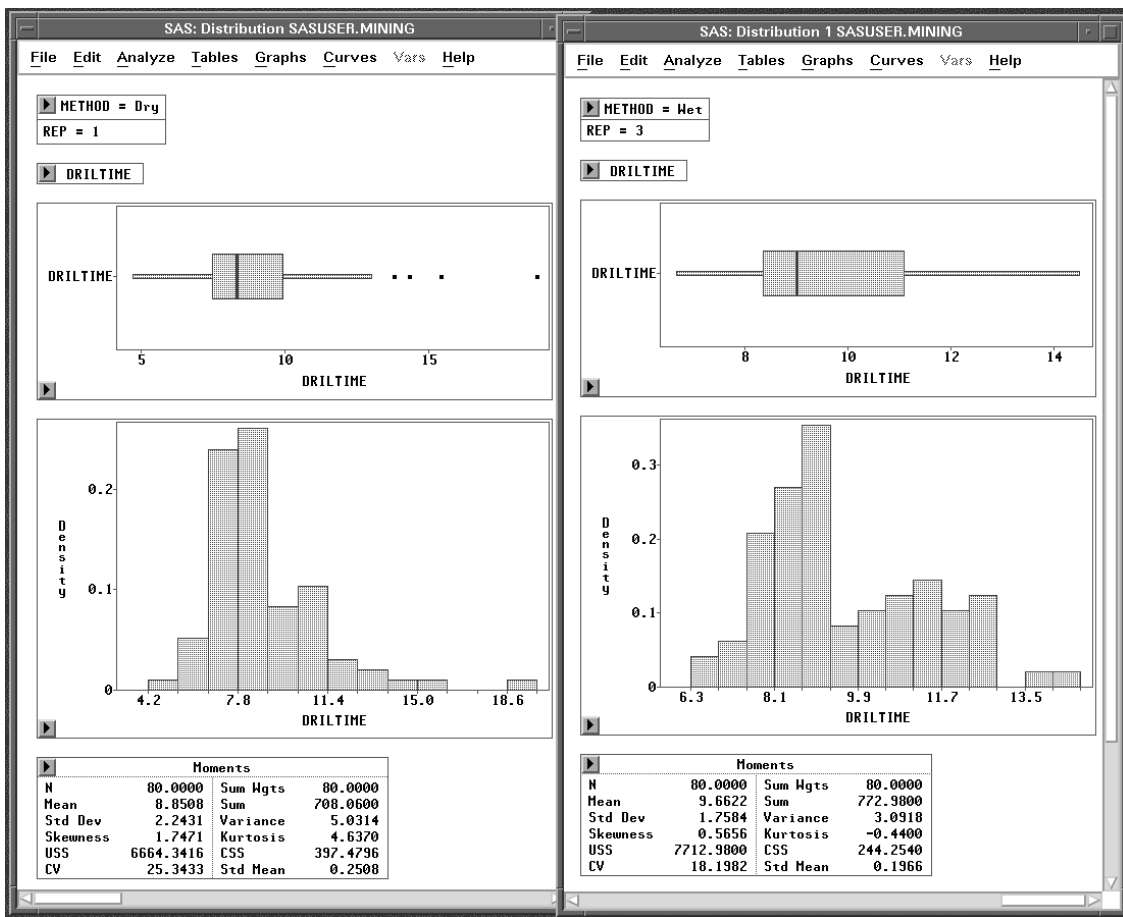 SAS: Distribution SASUSER.MINING
File Edit Analyze Tables Graphs Curves Vars Help
METHOD = Dry
REP = 1
DRILTIME
DRILTIME
5 10 15
DRILTIME
Density
0.2
0.1
0
4.2 7.8 11.4 15.0 18.6
DRILTIME
Moments
N 80.0000 Sum Wgts 80.0000
Mean 8.8508 Sum 708.0600
Std Dev 2.2431 Variance 5.0314
Skewness 1.7471 Kurtosis 4.6370
USS 6664.3416 CSS 397.4796
CV 25.3433 Std Mean 0.2508
SAS: Distribution 1 SASUSER.MINING
File Edit Analyze Tables Graphs Curves Vars Help
METHOD = Wet
REP = 3
DRILTIME
DRILTIME
8 10 12 14
DRILTIME
Density
0.3
0.2
0.1
0
6.3 8.1 9.9 11.7 13.5
DRILTIME
Moments
N 80.0000 Sum Wgts 80.0000
Mean 9.6622 Sum 772.9800
Std Dev 1.7584 Variance 3.0918
Skewness 0.5656 Kurtosis -0.4400
USS 7712.9800 CSS 244.2540
CV 18.1982 Std Mean 0.1966